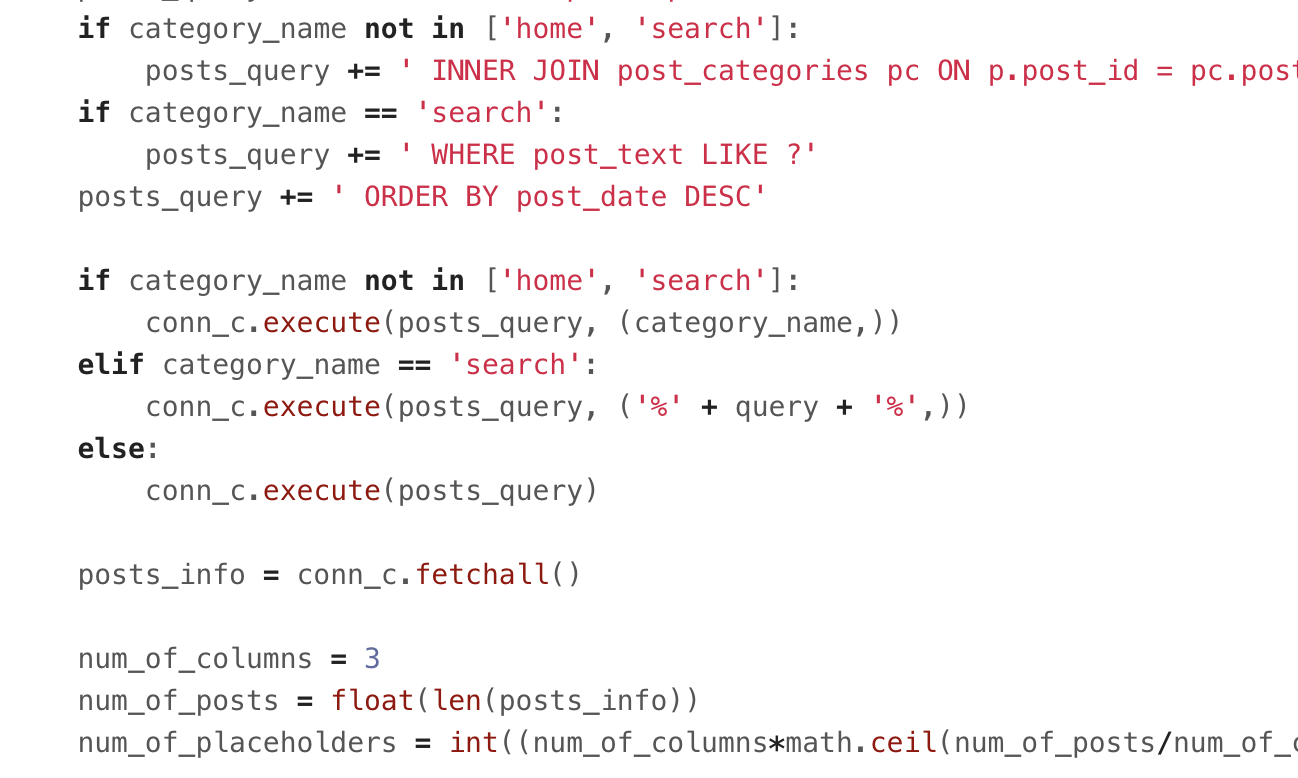 if category_name not in ['home', 'search']:
    posts_query += ' INNER JOIN post_categories pc ON p.post_id = pc.post
if category_name == 'search':
    posts_query += ' WHERE post_text LIKE ?'
posts_query += ' ORDER BY post_date DESC'

if category_name not in ['home', 'search']:
    conn_c.execute(posts_query, (category_name,))
elif category_name == 'search':
    conn_c.execute(posts_query, ('%' + query + '%',))
else:
    conn_c.execute(posts_query)

posts_info = conn_c.fetchall()

num_of_columns = 3
num_of_posts = float(len(posts_info))
num_of_placeholders = int((num_of_columns*math.ceil(num_of_posts/num_of_c